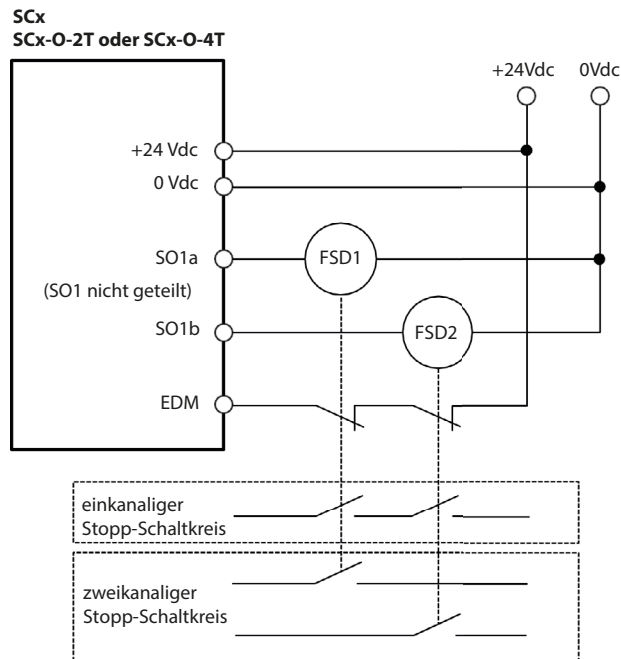 SCx
SCx-O-2T oder SCx-O-4T
+24Vdc 0Vdc
+24 Vdc
0 Vdc
SO1a
FSD1
(SO1 nicht geteilt)
SO1b
FSD2
EDM
einkanaliger
Stopp-Schaltkreis
zweikanaliger
Stopp-Schaltkreis